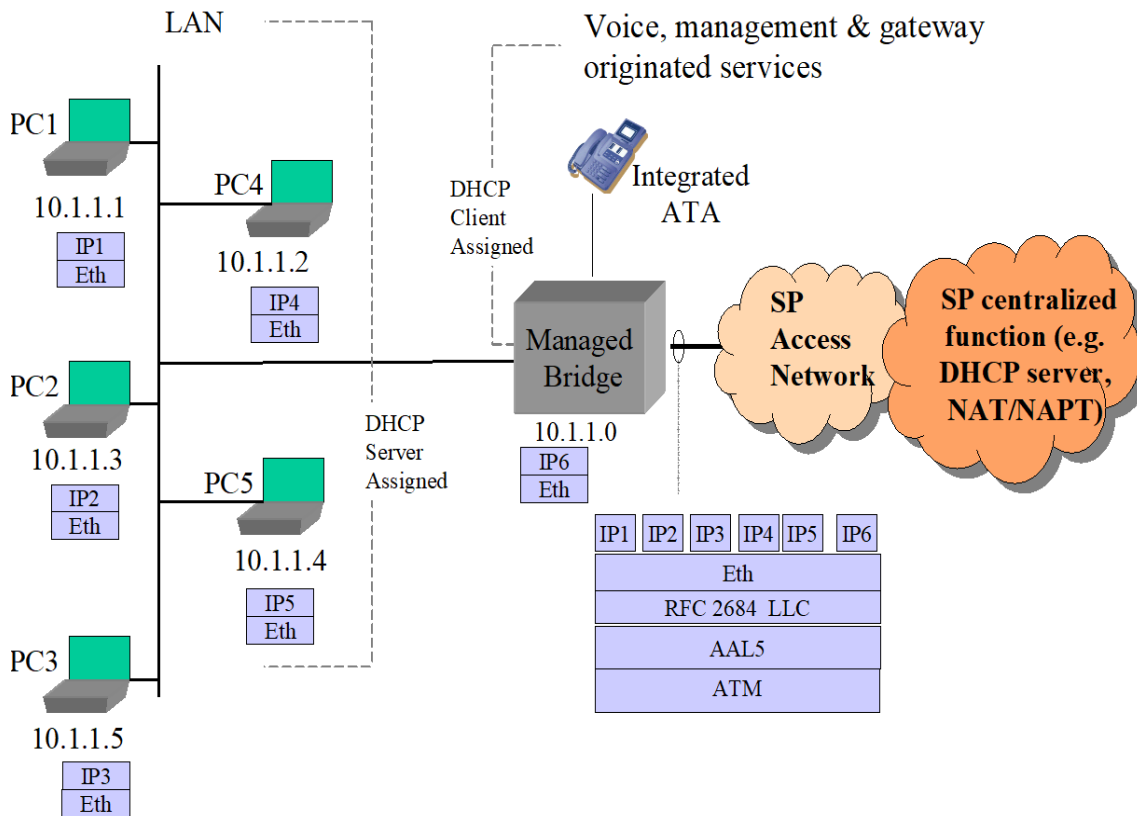 LAN
Voice, management & gateway
originated services
PC1
10.1.1.1
IP1
Eth
PC4
10.1.1.2
IP4
Eth
DHCP
Client
Assigned
Integrated
ATA
Managed
Bridge
10.1.1.0
IP6
Eth
SP
Access
Network
SP centralized
function (e.g.
DHCP server,
NAT/NAPT)
PC2
10.1.1.3
IP2
Eth
DHCP
Server
Assigned
PC5
10.1.1.4
IP5
Eth
PC3
10.1.1.5
IP3
Eth
IP1 IP2 IP3 IP4 IP5 IP6
Eth
RFC 2684 LLC
AAL5
ATM